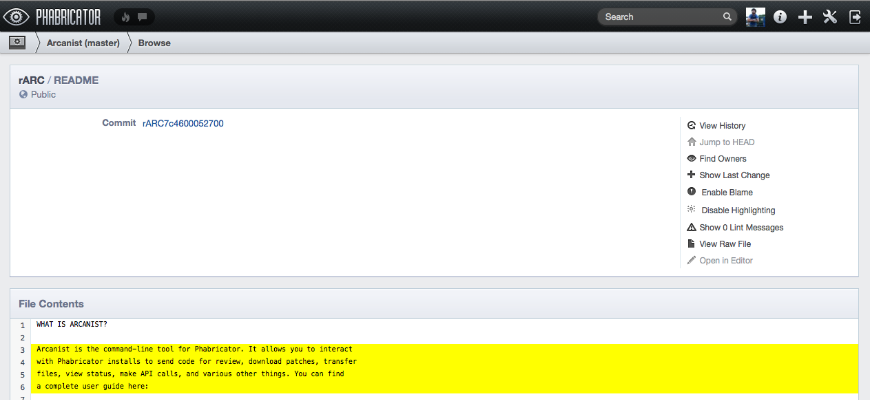 PHABRICATOR
Search
Arcanist (master)
Browse
rARC / README
Public
Commit rARC7c4600052700
View History
Jump to HEAD
Find Owners
Show Last Change
Enable Blame
Disable Highlighting
Show 0 Lint Messages
View Raw File
Open in Editor
File Contents
1 WHAT IS ARCANIST?
2
3 Arcanist is the command-line tool for Phabricator. It allows you to interact
4 with Phabricator installs to send code for review, download patches, transfer
5 files, view status, make API calls, and various other things. You can find
6 a complete user guide here: